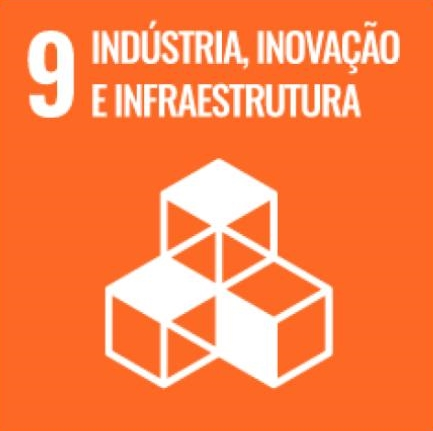 9 INDÚSTRIA, INOVAÇÃO
E INFRAESTRUTURA